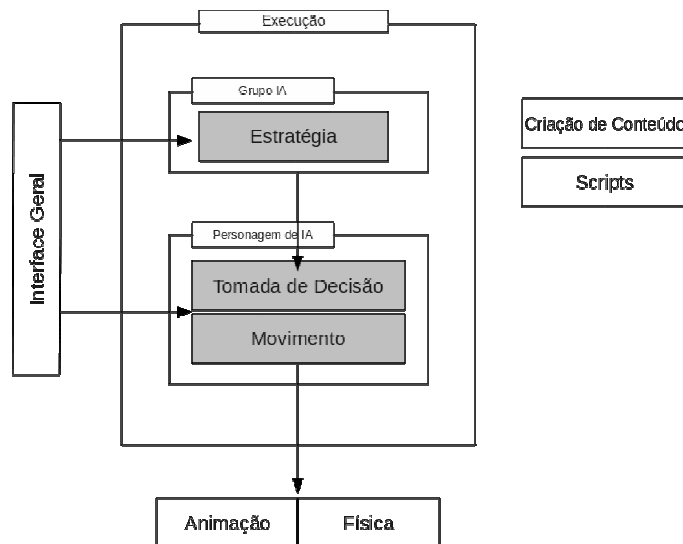 Execução
Grupo IA
Estratégia
Interface Geral
Personagem de IA
Tomada de Decisão
Movimento
Animação
Física
Criação de Conteúdo
Scripts